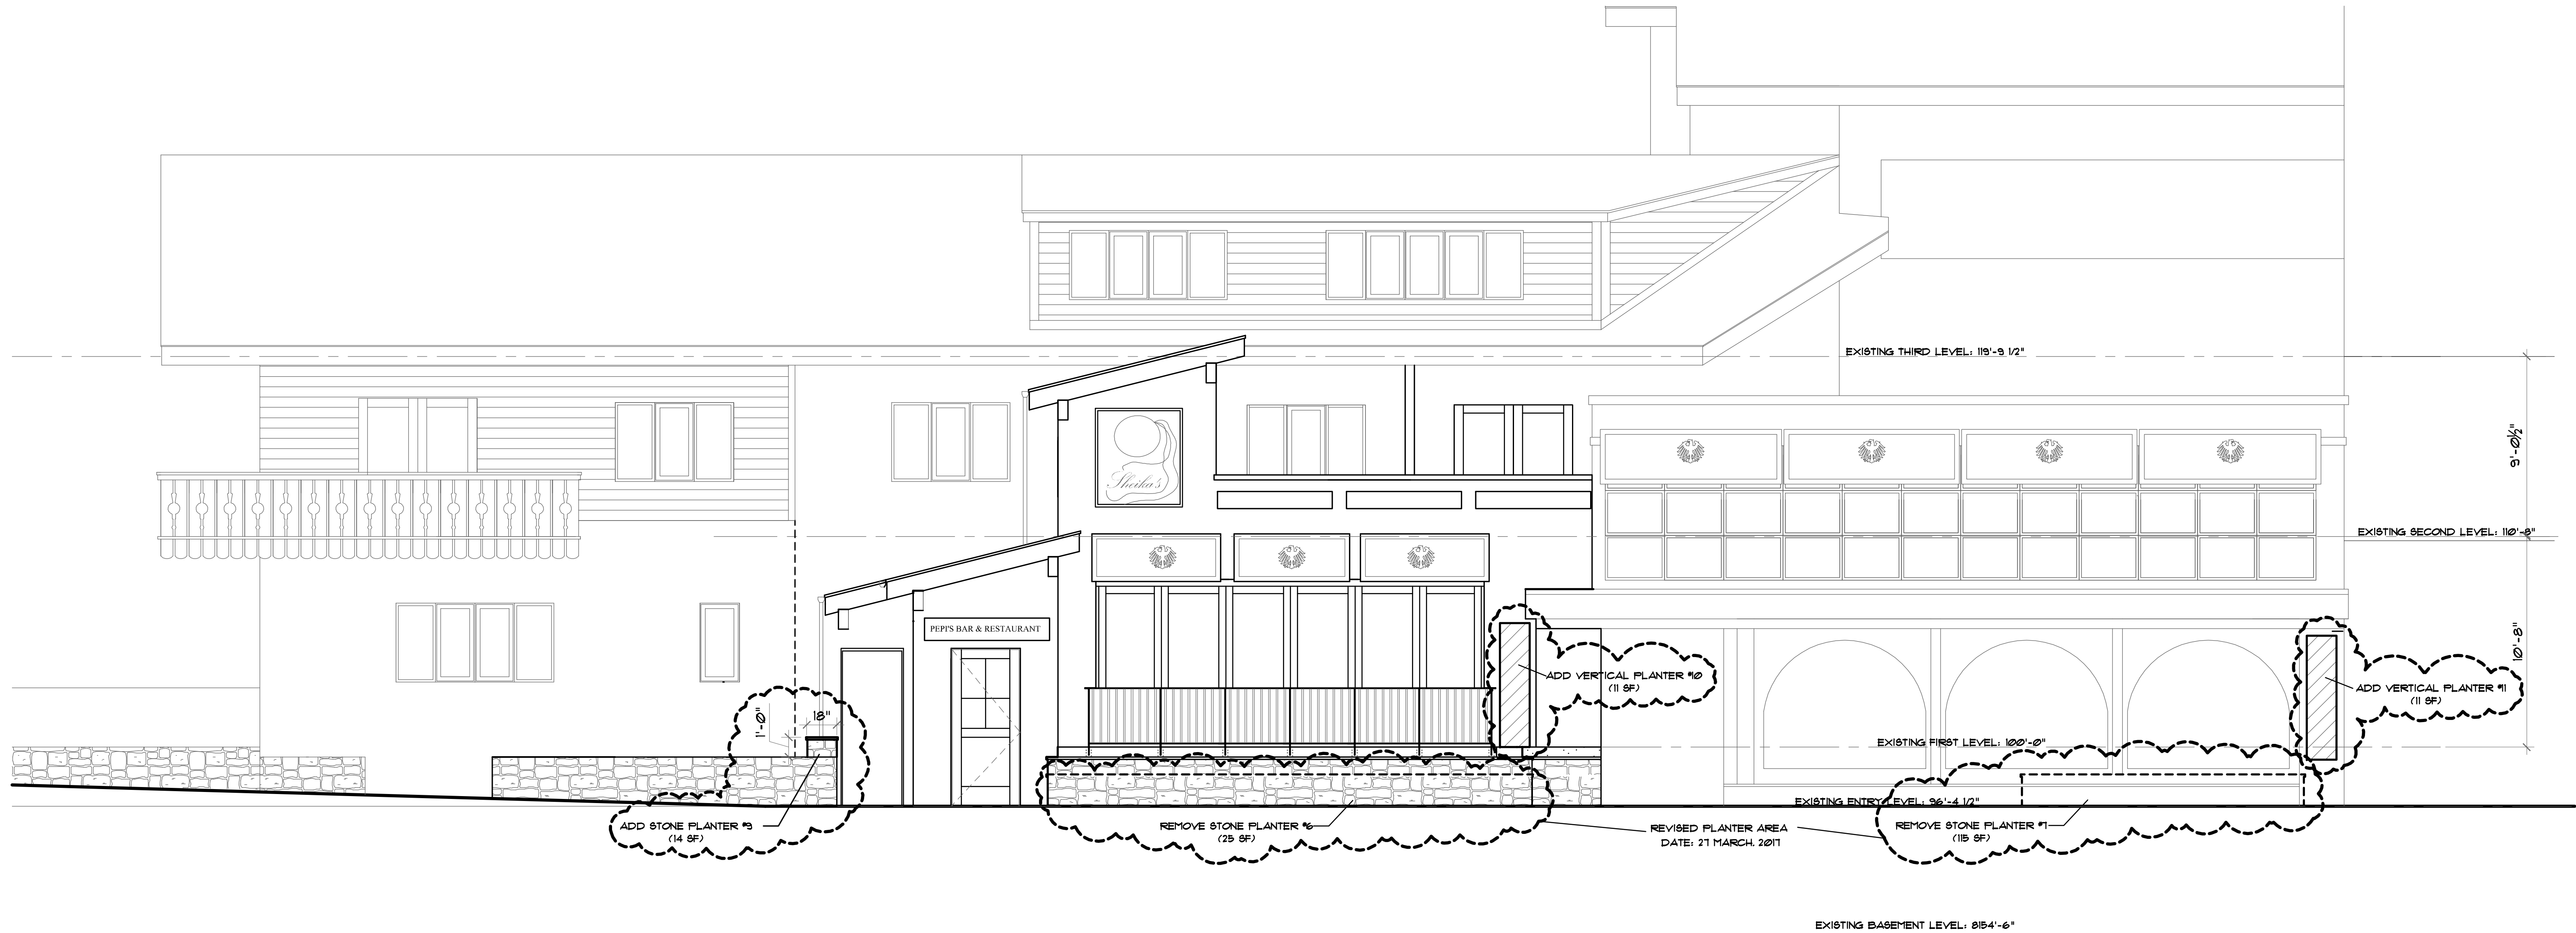 EXISTING THIRD LEVEL: 119'-9 1/2"
9'-0½"
Sheika's
EXISTING SECOND LEVEL: 110'-8"
PEPI'S BAR & RESTAURANT
10'-8"
ADD VERTICAL PLANTER #10
(11 SF)
ADD VERTICAL PLANTER #11
(11 SF)
1'-0"
18"
EXISTING FIRST LEVEL: 100'-0"
EXISTING ENTRY LEVEL: 96'-4 1/2"
ADD STONE PLANTER #9
(14 SF)
REMOVE STONE PLANTER #6
(25 SF)
REVISED PLANTER AREA
DATE: 27 MARCH, 2017
REMOVE STONE PLANTER #7
(115 SF)
EXISTING BASEMENT LEVEL: 8154'-6"